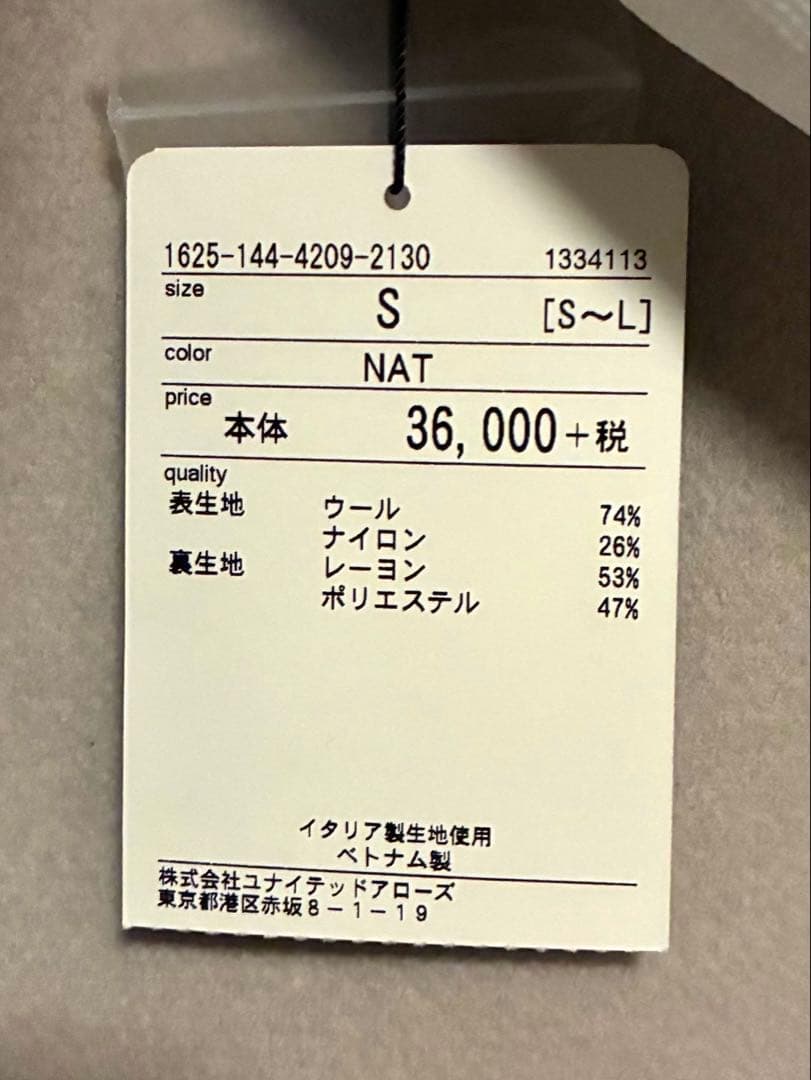 1625-144-4209-2130 1334113
size S [S～L]
color NAT
price 本体 36,000+税
quality
表生地 ウール 74%
ナイロン 26%
裏生地 レーヨン 53%
ポリエステル 47%
イタリア製生地使用
ベトナム製
株式会社ユナイテッドアローズ
東京都港区赤坂８－１－１９